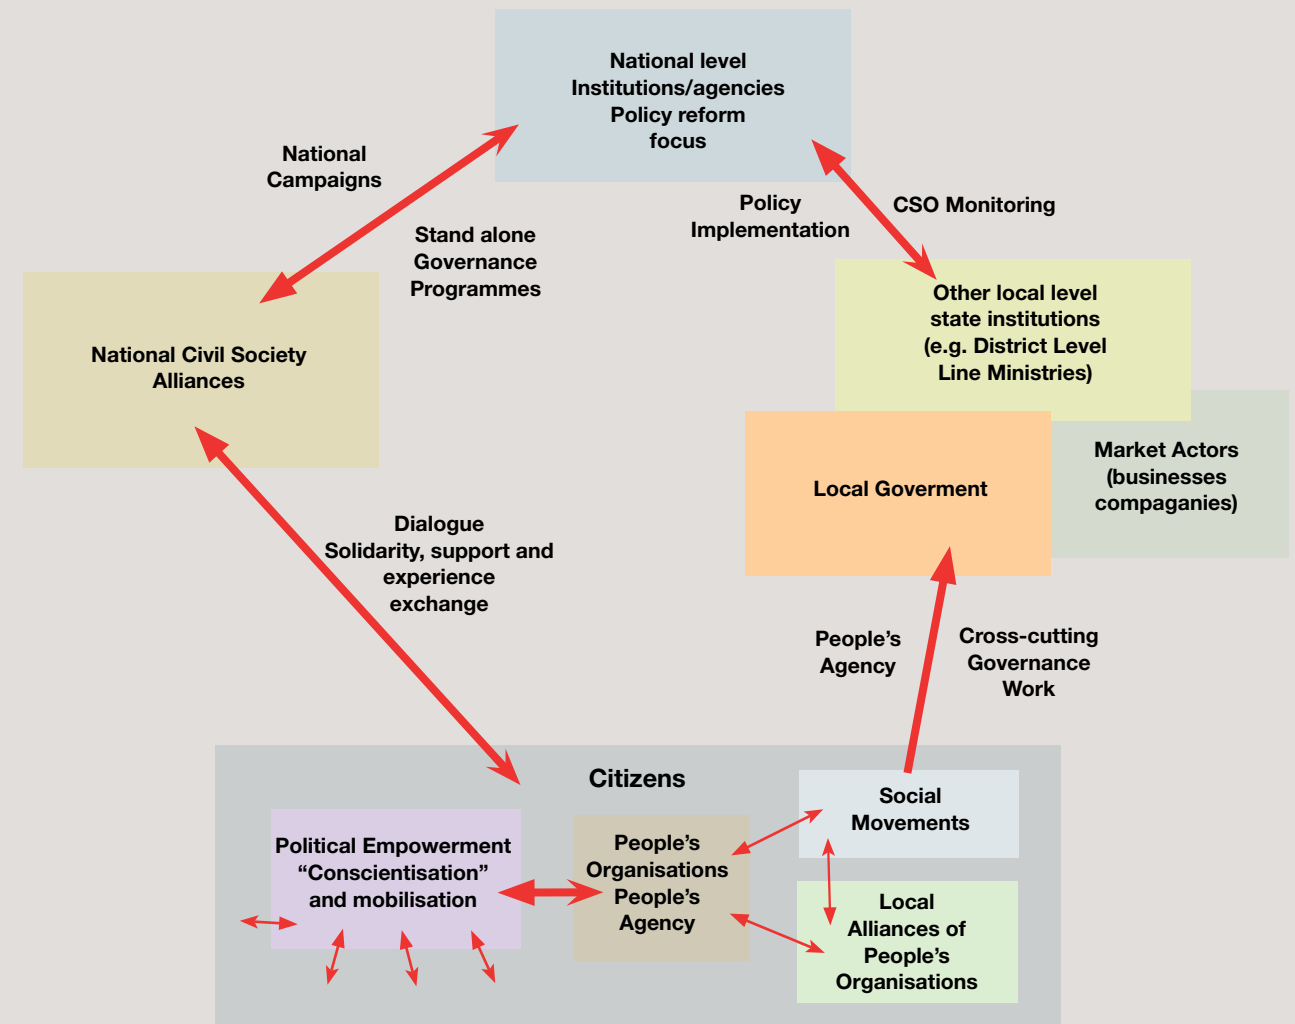 National level
Institutions/agencies
Policy reform
focus
National
Campaigns
Stand alone
Governance
Programmes
Policy
Implementation
CSO Monitoring
Other local level
state institutions
(e.g. District Level
Line Ministries)
National Civil Society
Alliances
Market Actors
(businesses
compaganies)
Local Goverment
Dialogue
Solidarity, support and
experience
exchange
People’s
Agency
Cross-cutting
Governance
Work
Citizens
Political Empowerment
“Conscientisation”
and mobilisation
People’s
Organisations
People’s
Agency
Social
Movements
Local
Alliances of
People’s
Organisations